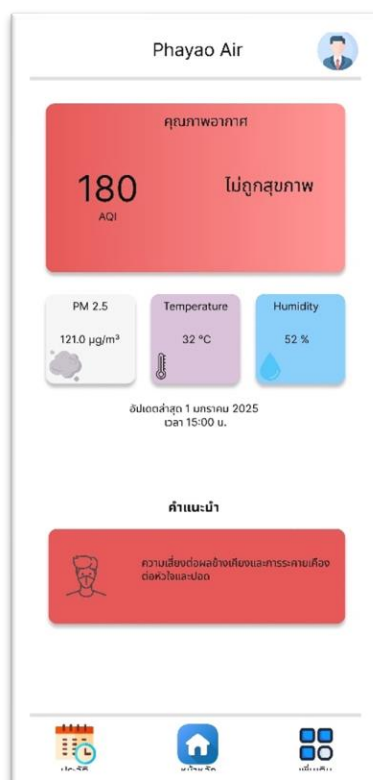 Phayao Air
คุณภาพอากาศ
180
AQI
ไม่ถูกสุขภาพ
PM 2.5
121.0 µg/m³
Temperature
32 °C
Humidity
52 %
อัปเดตล่าสุด 1 มกราคม 2025
เวลา 15:00 น.
คำแนะนำ
ความเสี่ยงต่อผลข้างเคียงและการระคายเคือง
ต่อหัวใจและปอด